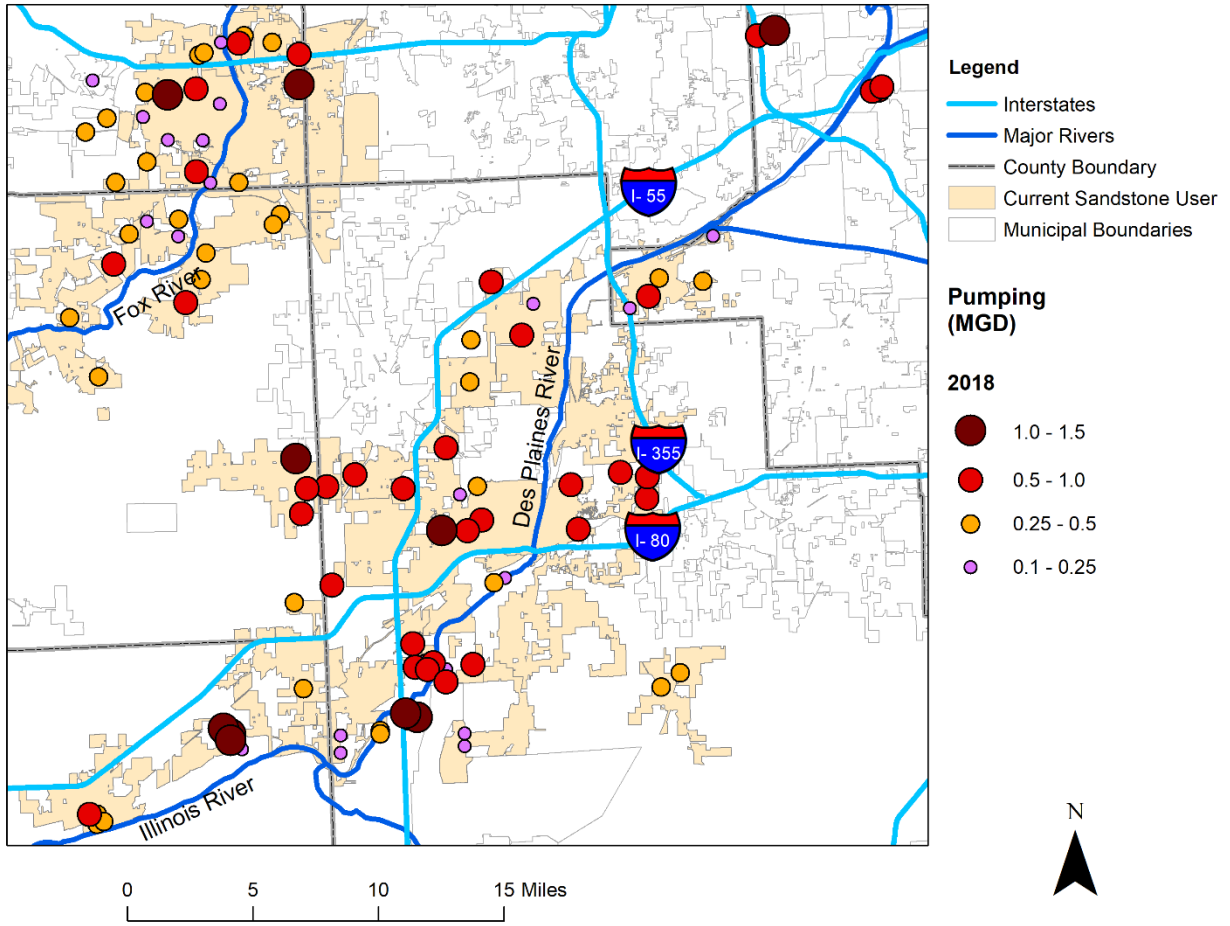 I- 55
Fox River
Des Plaines River
I- 355
I- 80
Illinois River
Legend
Interstates
Major Rivers
County Boundary
Current Sandstone User
Municipal Boundaries
Pumping
(MGD)
2018
1.0 - 1.5
0.5 - 1.0
0.25 - 0.5
0.1 - 0.25
0 5 10 15 Miles
N